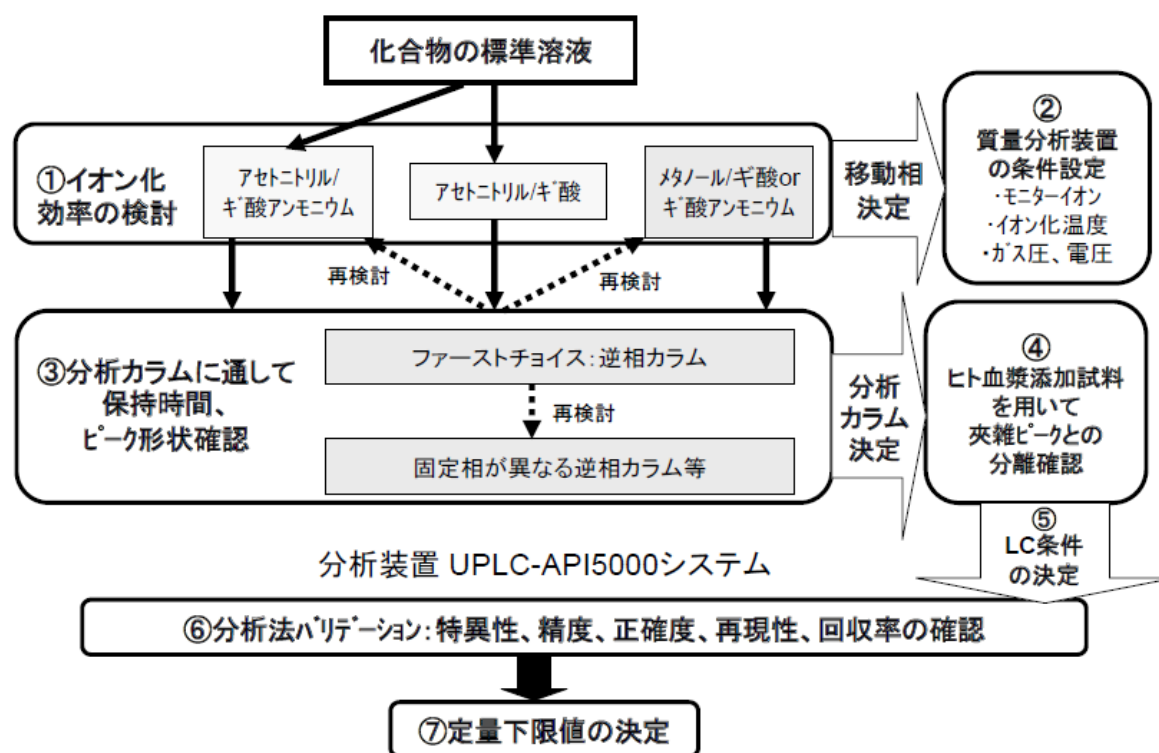 化合物の標準溶液
①イオン化
効率の検討
アセトニトリル/
ギ酸アンモニウム
アセトニトリル/ギ酸
メタノール/ギ酸or
ギ酸アンモニウム
移動相
決定
②
質量分析装置
の条件設定
・モニターイオン
・イオン化温度
・ガス圧、電圧
再検討
再検討
③分析カラムに通して
保持時間、
ピーク形状確認
ファーストチョイス:逆相カラム
再検討
固定相が異なる逆相カラム等
分析
カラム
決定
④
ヒト血漿添加試料
を用いて
夾雑ピークとの
分離確認
⑤
LC条件
の決定
分析装置 UPLC-API5000システム
⑥分析法バリデーション:特異性、精度、正確度、再現性、回収率の確認
⑦定量下限値の決定